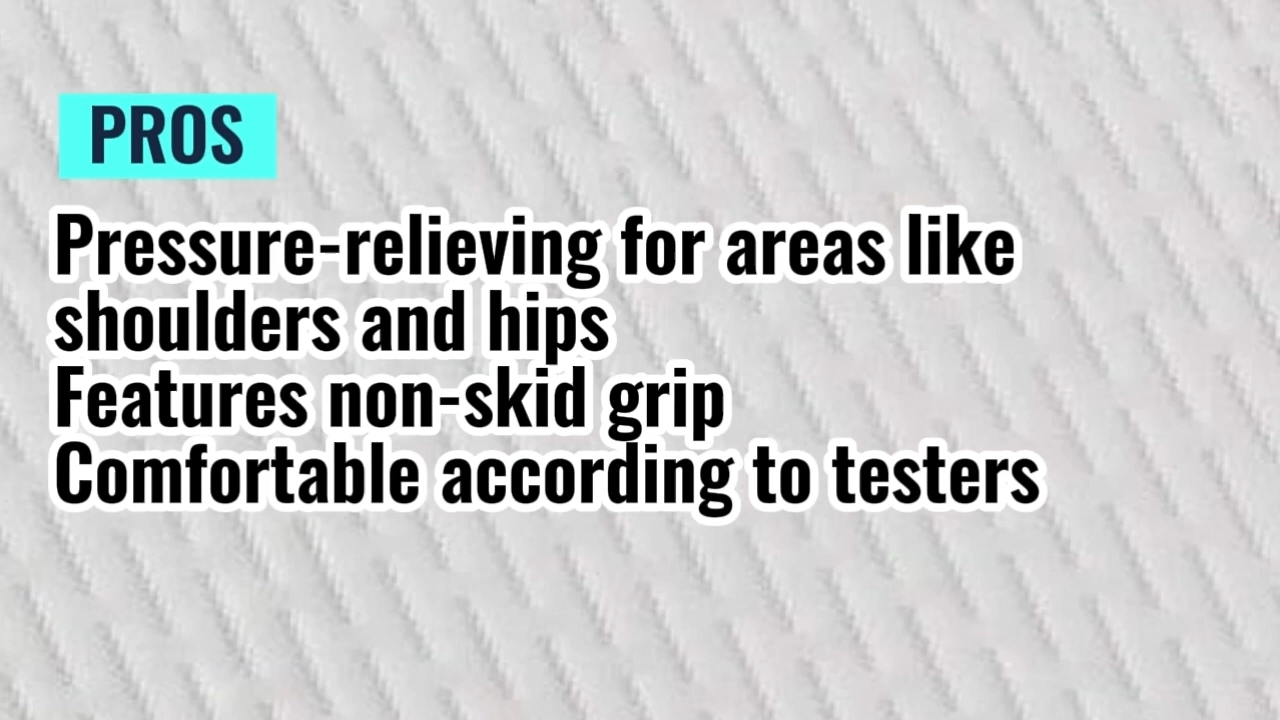 PROS
Pressure-relieving for areas like
shoulders and hips
Features non-skid grip
Comfortable according to testers